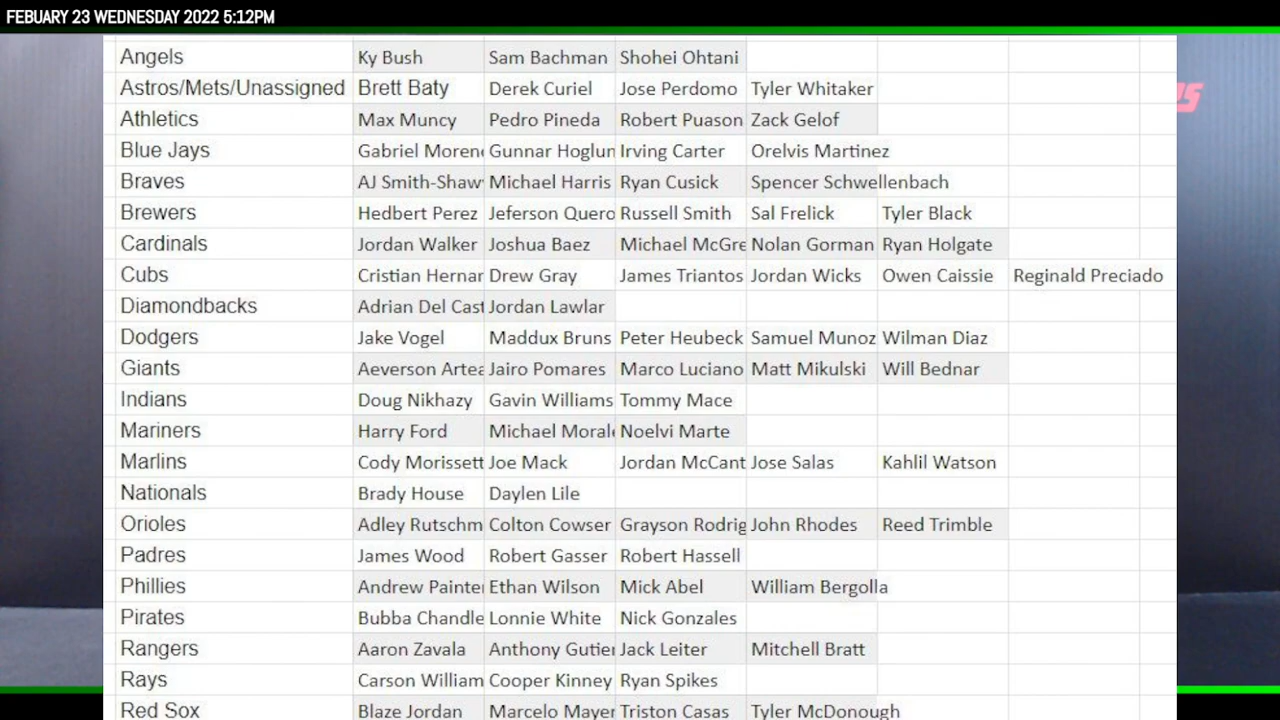 FEBUARY 23 WEDNESDAY 2022 5:12PM
Angels Ky Bush Sam Bachman Shohei Ohtani
Astros/Mets/Unassigned Brett Baty Derek Curiel Jose Perdomo Tyler Whitaker
Athletics Max Muncy Pedro Pineda Robert Puason Zack Gelof
Blue Jays Gabriel Moren Gunnar Hoglun Irving Carter Orelvis Martinez
Braves AJ Smith-Shaw Michael Harris Ryan Cusick Spencer Schwellenbach
Brewers Hedbert Perez Jeferson Quero Russell Smith Sal Frelick Tyler Black
Cardinals Jordan Walker Joshua Baez Michael McGre Nolan Gorman Ryan Holgate
Cubs Cristian Hernan Drew Gray James Triantos Jordan Wicks Owen Caissie Reginald Preciado
Diamondbacks Adrian Del Cast Jordan Lawlar
Dodgers Jake Vogel Maddux Bruns Peter Heubeck Samuel Munoz Wilman Diaz
Giants Aeverson Artea Jairo Pomares Marco Luciano Matt Mikulski Will Bednar
Indians Doug Nikhazy Gavin Williams Tommy Mace
Mariners Harry Ford Michael Morale Noelvi Marte
Marlins Cody Morissett Joe Mack Jordan McCant Jose Salas Kahlil Watson
Nationals Brady House Daylen Lile
Orioles Adley Rutschm Colton Cowser Grayson Rodrig John Rhodes Reed Trimble
Padres James Wood Robert Gasser Robert Hassell
Phillies Andrew Painter Ethan Wilson Mick Abel William Bergolla
Pirates Bubba Chandle Lonnie White Nick Gonzales
Rangers Aaron Zavala Anthony Gutier Jack Leiter Mitchell Bratt
Rays Carson William Cooper Kinney Ryan Spikes
Red Sox Blaze Jordan Marcelo Mayer Triston Casas Tyler McDonough